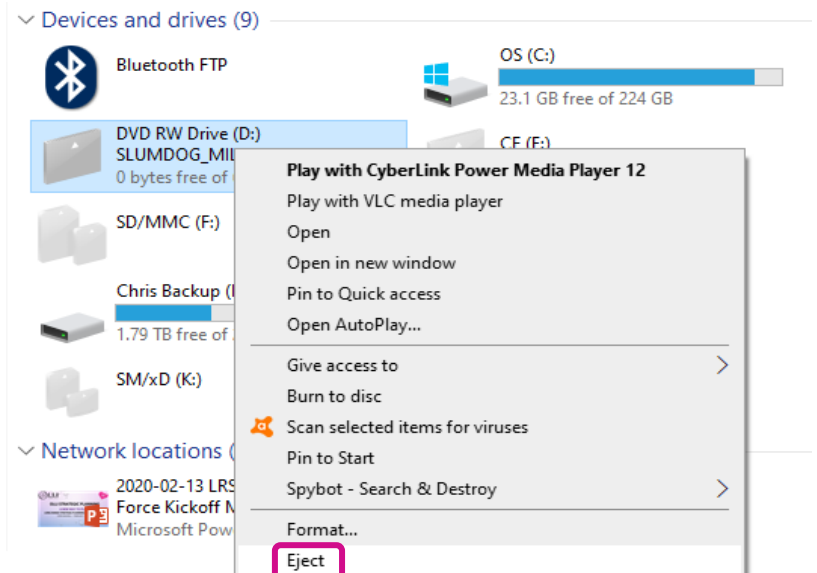 Devices and drives (9)
Bluetooth FTP
OS (C:)
23.1 GB free of 224 GB
DVD RW Drive (D:)
SLUMDOG_MIL
0 bytes free of
CF (E:)
SD/MMC (F:)
Chris Backup (
1.79 TB free of
SM/xD (K:)
Network locations (
2020-02-13 LRS
Force Kickoff M
Microsoft Pow
Play with CyberLink Power Media Player 12
Play with VLC media player
Open
Open in new window
Pin to Quick access
Open AutoPlay...
Give access to
Burn to disc
Scan selected items for viruses
Pin to Start
Spybot - Search & Destroy
Format...
Eject